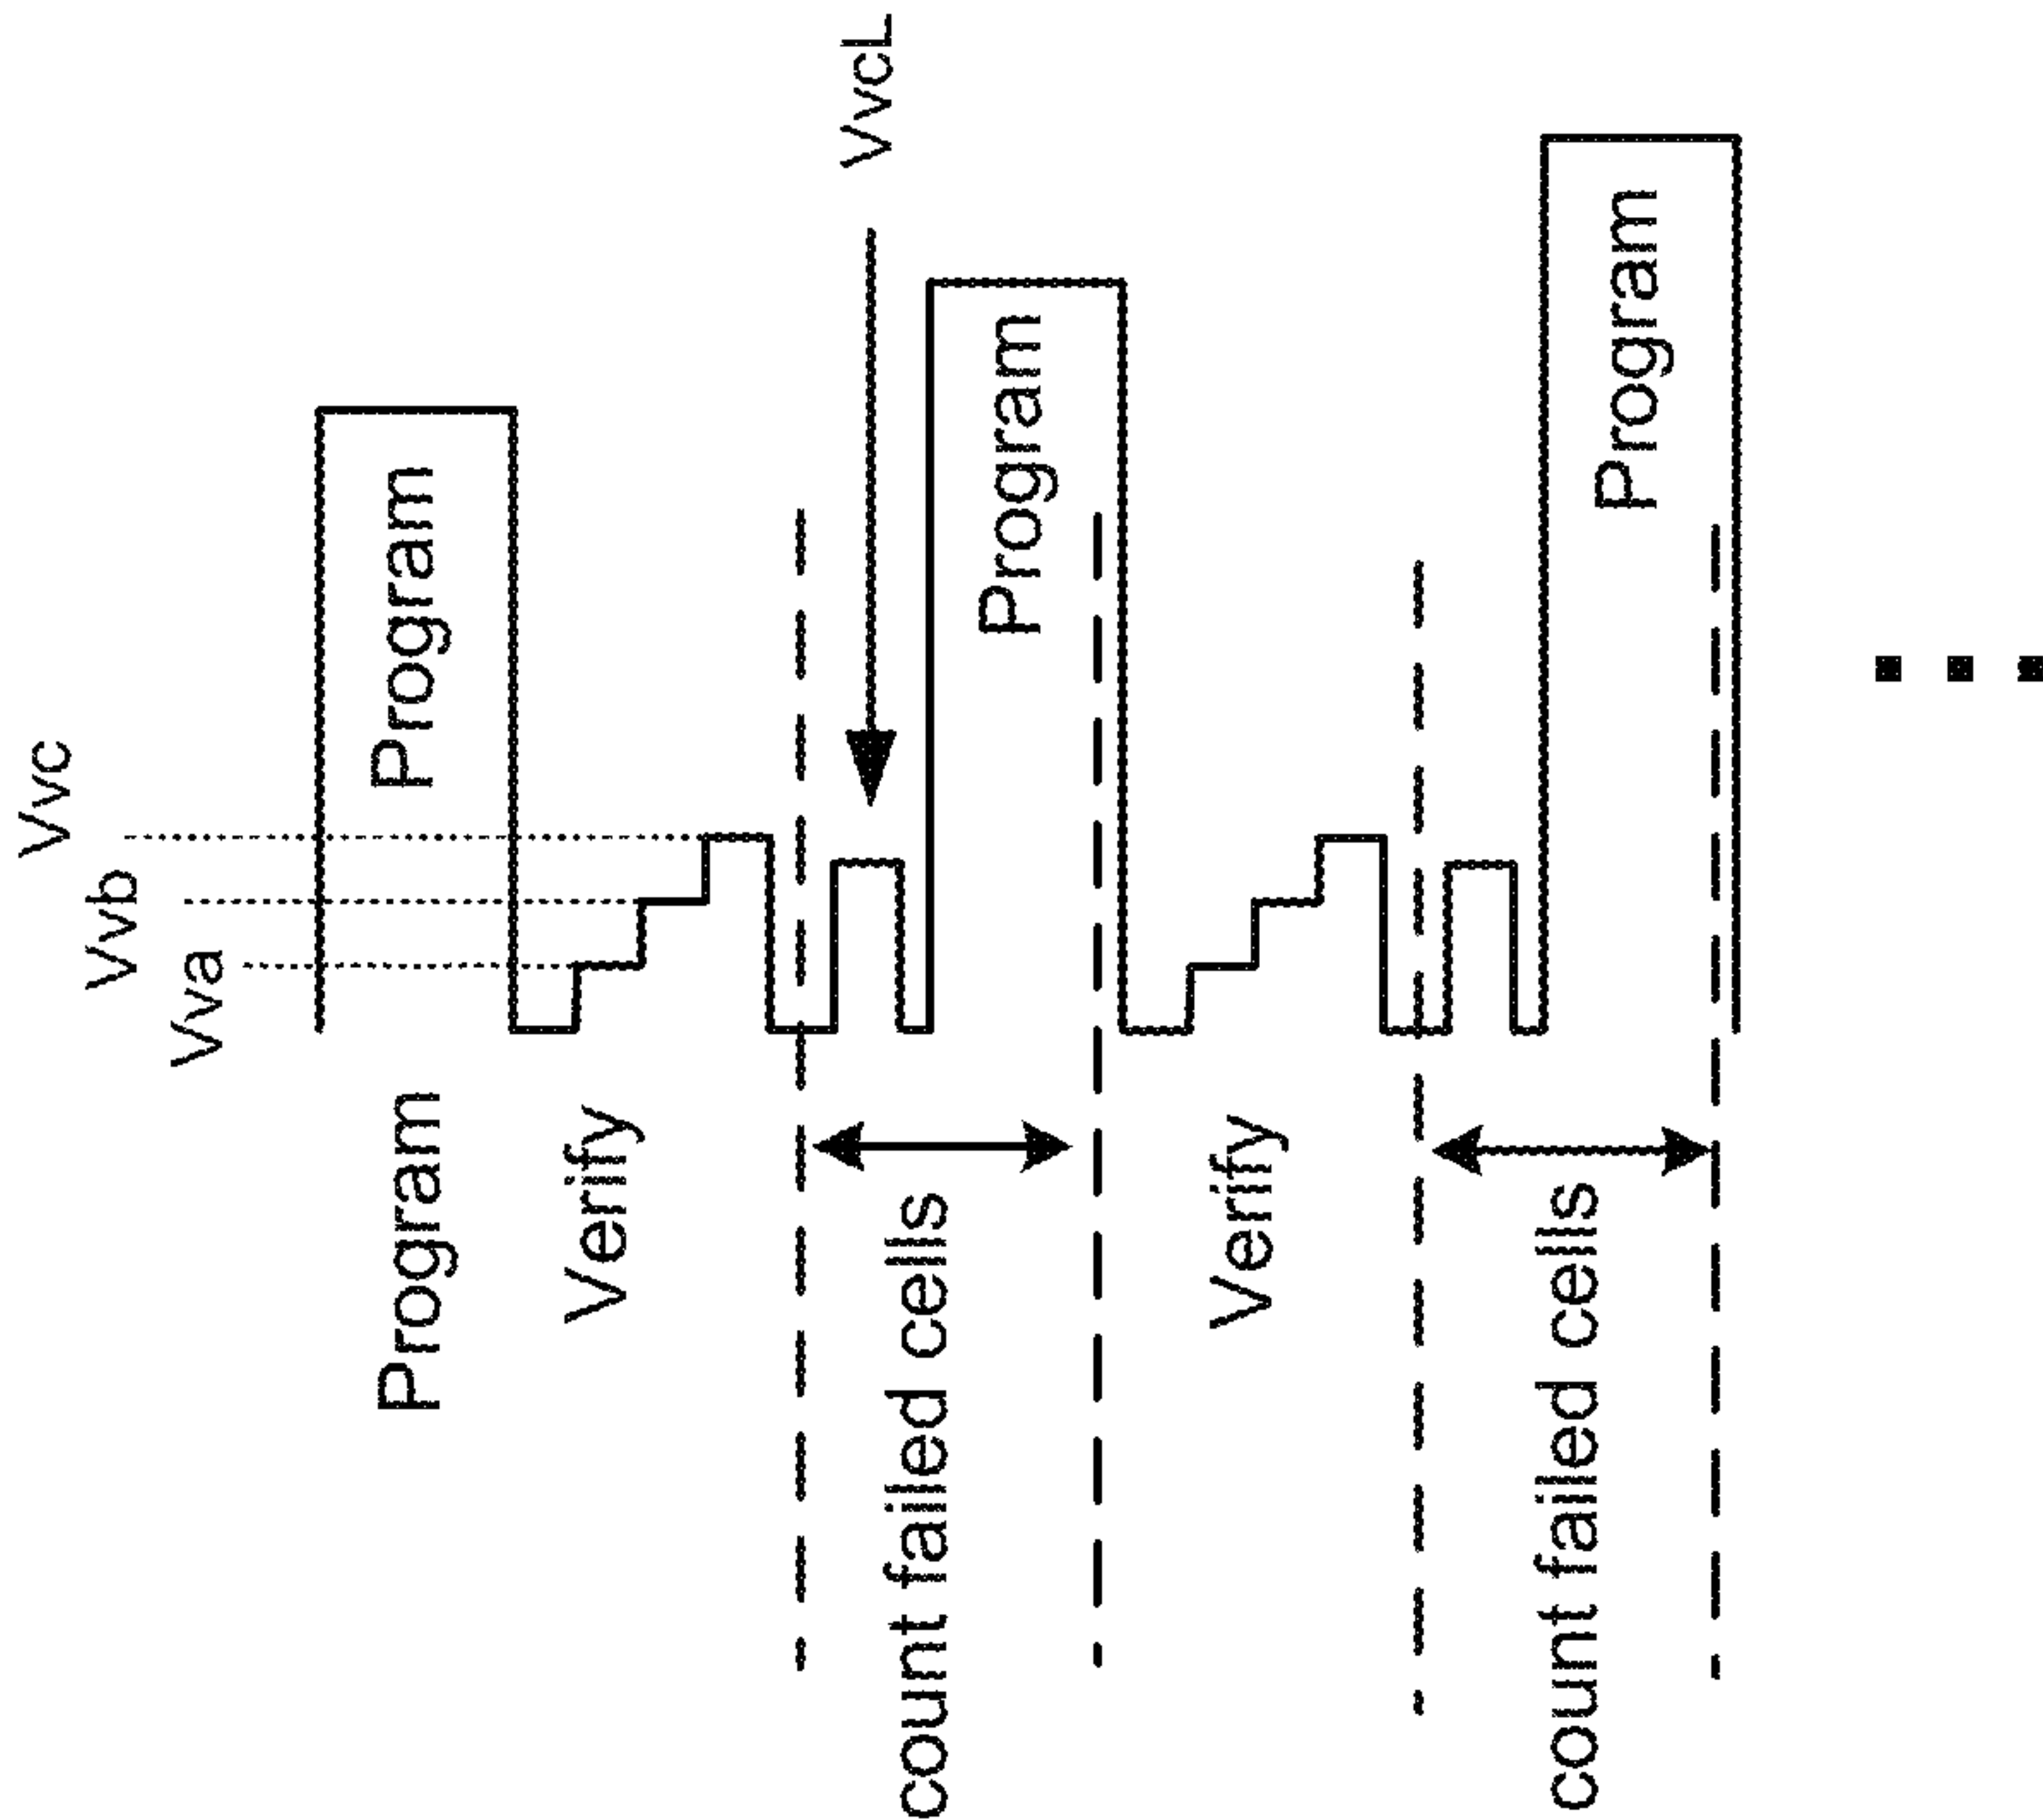 Vvc
Vvb
Vva
VvcL
Program
Program
Program
Program
Verify
count failed cells
Verify
count failed cells